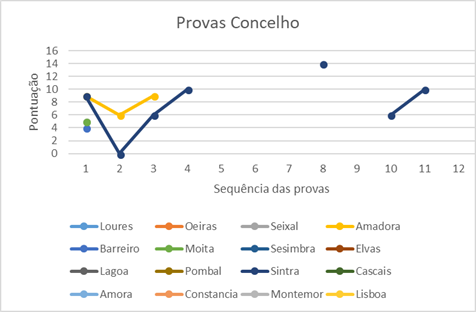 Provas Concelho
16
14
12
10
8
6
4
2
0
Pontuação
1 2 3 4 5 6 7 8 9 10 11 12
Sequência das provas
Loures Oeiras Seixal Amadora
Barreiro Moita Sesimbra Elvas
Lagoa Pombal Sintra Cascais
Amora Constancia Montemor Lisboa